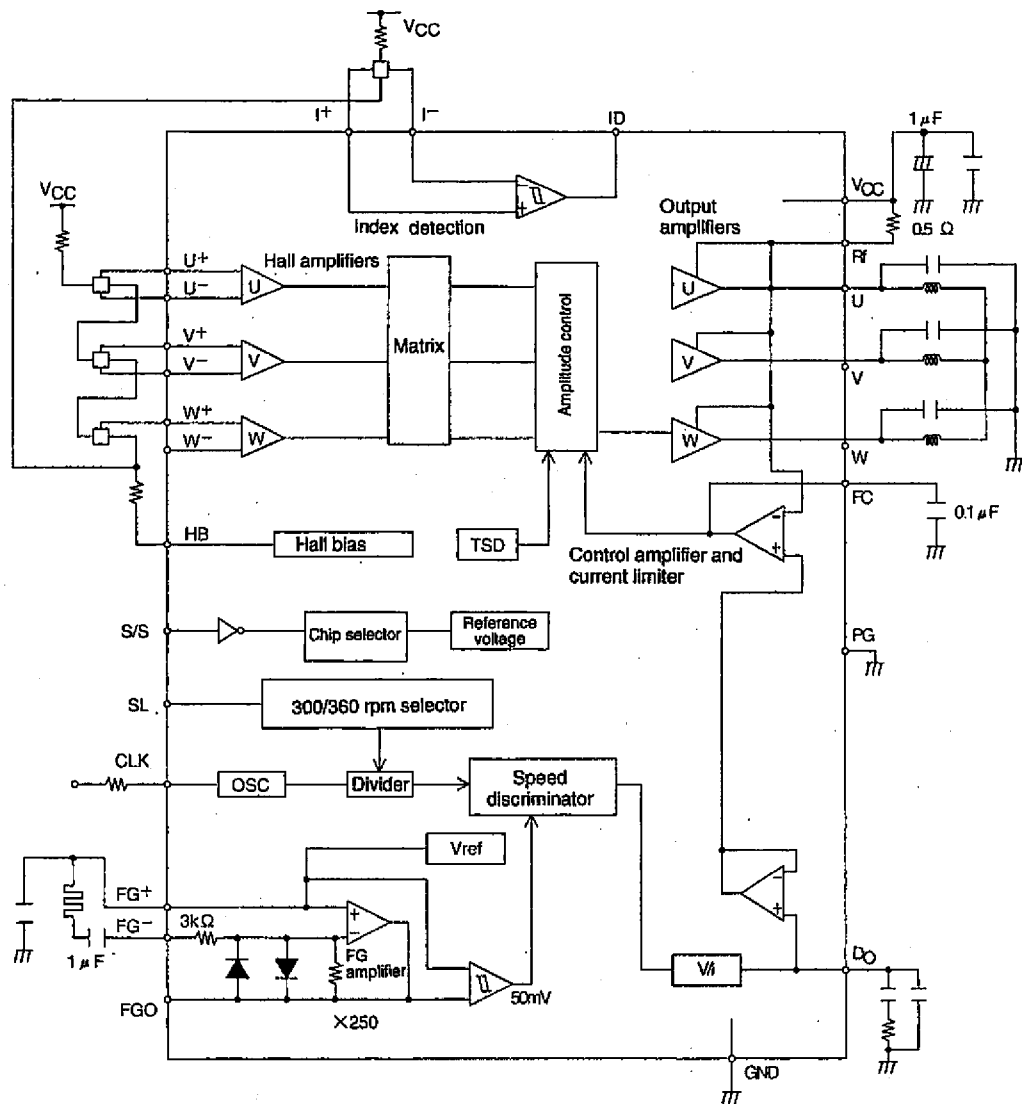 VCC
I+ I- ID
1 μF
VCC
VCC
Index detection
Output
amplifiers
0.5 Ω
Rf
U+
U-
Hall amplifiers
U
U
U
V+
V-
V
Matrix
Amplitude control
V
V
W+
W-
W
W
W
FC
0.1 μF
HB
Hall bias
TSD
Control amplifier and
current limiter
S/S
Chip selector
Reference
voltage
PG
SL
300/360 rpm selector
CLK
OSC
Divider
Speed
discriminator
Vref
FG+
FG-
3kΩ
1 μF
FG
amplifier
FGO
×250
50mV
V/I
DO
GND